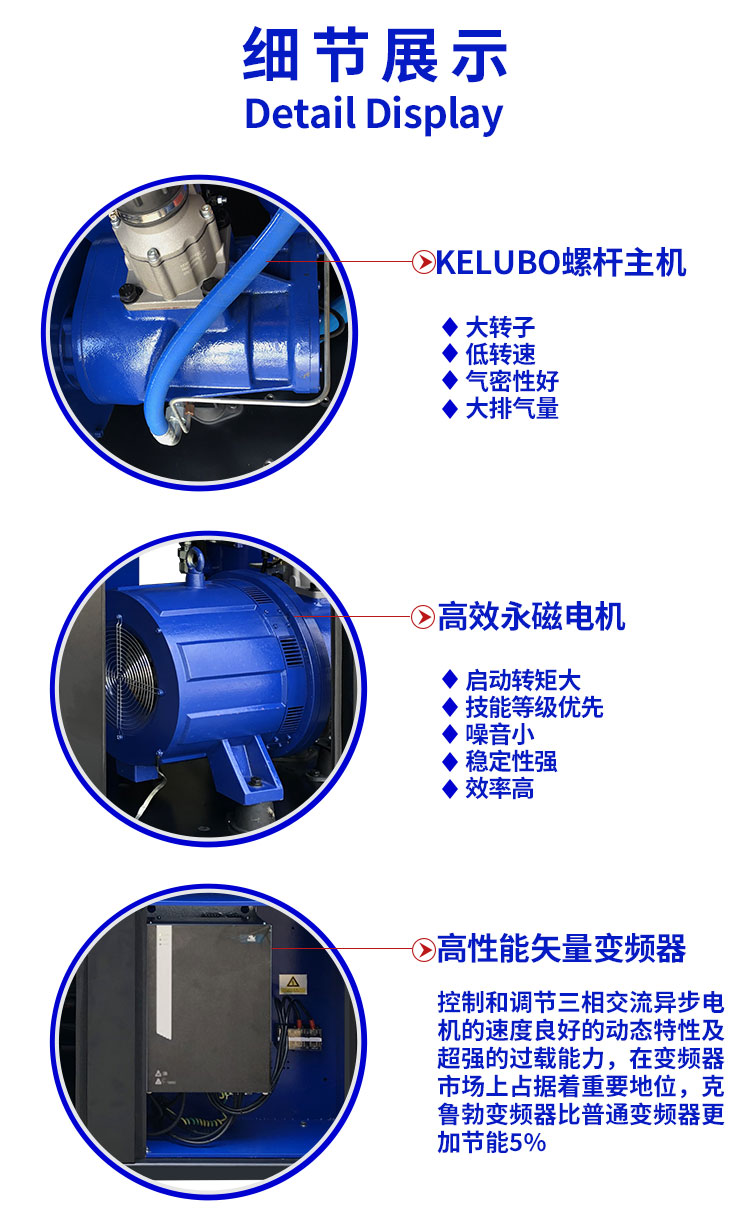 细节展示
Detail Display
KELUBO螺杆主机
大转子
低转速
气密性好
大排气量
高效永磁电机
启动转矩大
技能等级优先
噪音小
稳定性强
效率高
高性能矢量变频器
控制和调节三相交流异步电
机的速度良好的动态特性及
超强的过载能力，在变频器
市场上占据着重要地位，克
鲁勃变频器比普通变频器更
加节能5%